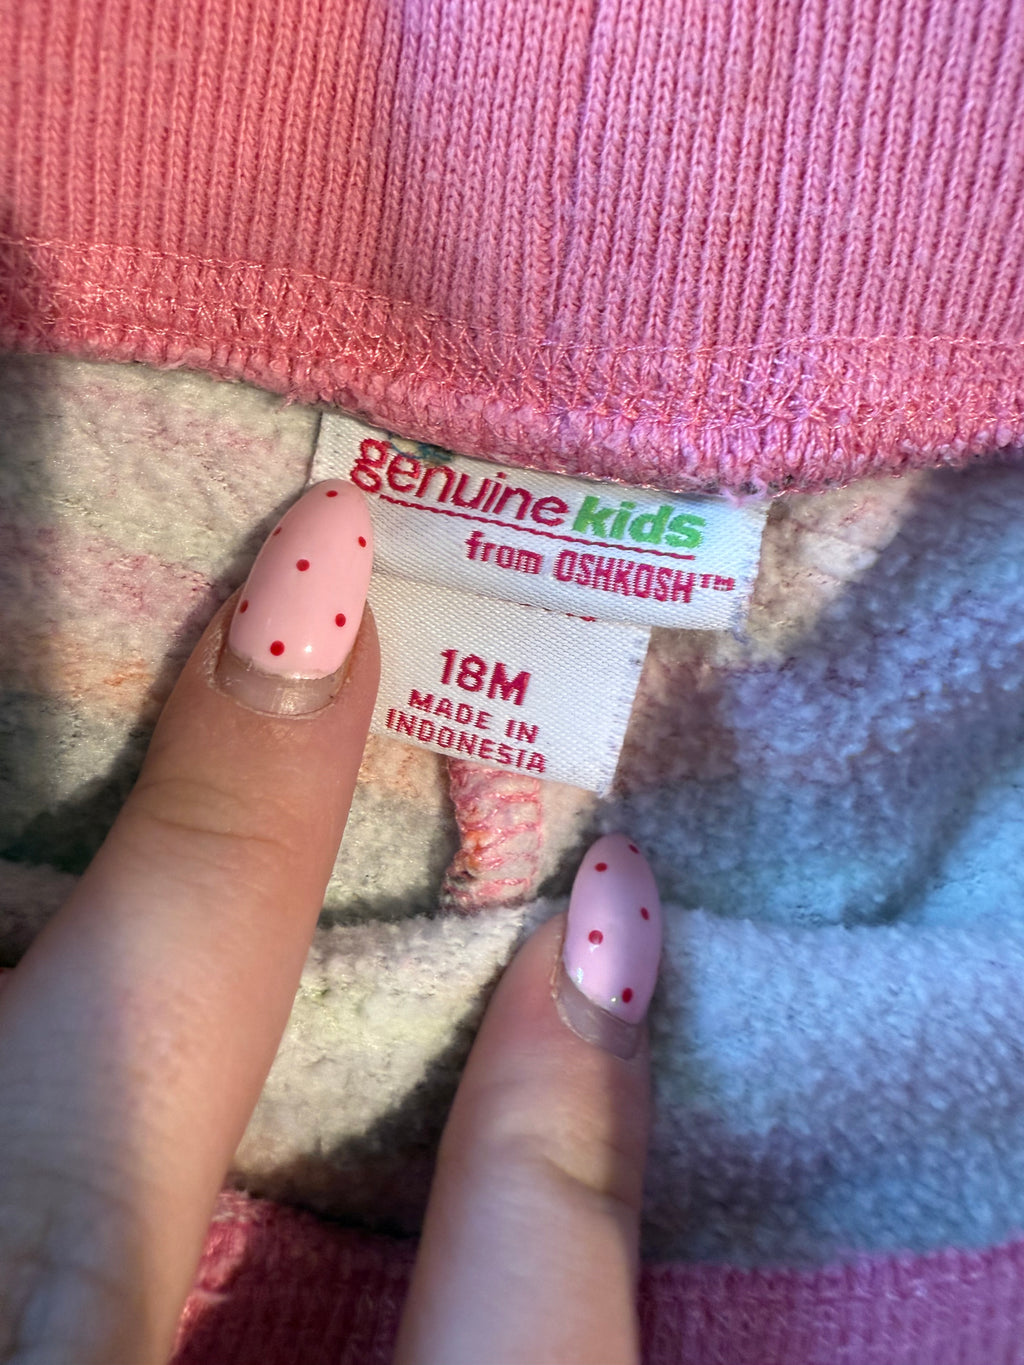 genuine kids
from OSHKOSH™
18M
MADE IN
INDONESIA